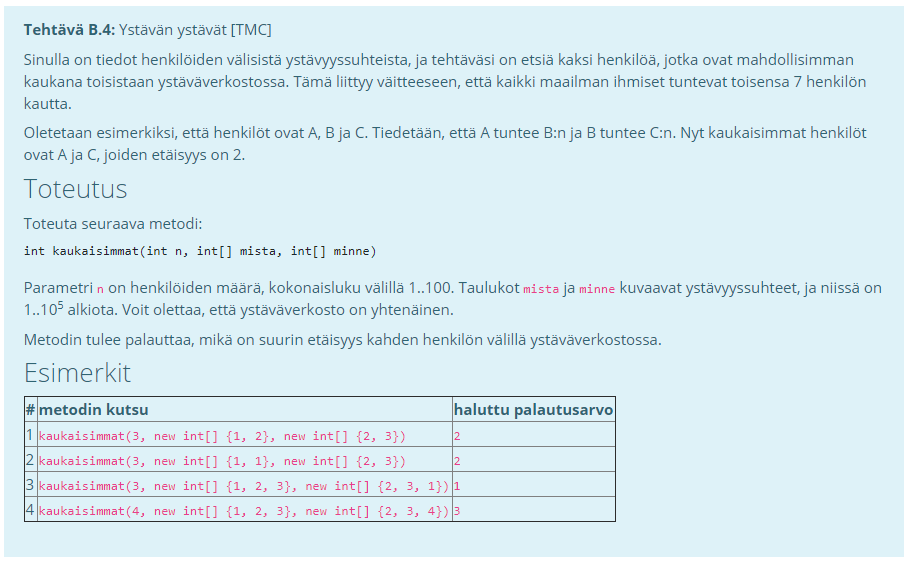 Tehtävä B.4: Ystävän ystävät [TMC]
Sinulla on tiedot henkilöiden välisistä ystävyyssuhteista, ja tehtäväsi on etsiä kaksi henkilöä, jotka ovat mahdollisimman
kaukana toisistaan ystäväverkostossa. Tämä liittyy väitteeseen, että kaikki maailman ihmiset tuntevat toisensa 7 henkilön
kautta.
Oletetaan esimerkiksi, että henkilöt ovat A, B ja C. Tiedetään, että A tuntee B:n ja B tuntee C:n. Nyt kaukaisimmat henkilöt
ovat A ja C, joiden etäisyys on 2.
Toteutus
Toteuta seuraava metodi:
int kaukaisimmat(int n, int[] mista, int[] minne)
Parametri n on henkilöiden määrä, kokonaisluku välillä 1..100. Taulukot mista ja minne kuvaavat ystävyyssuhteet, ja niissä on
1..10⁵ alkiota. Voit olettaa, että ystäväverkosto on yhtenäinen.
Metodin tulee palauttaa, mikä on suurin etäisyys kahden henkilön välillä ystäväverkostossa.
Esimerkit
# metodin kutsu haluttu palautusarvo
1 kaukaisimmat(3, new int[] {1, 2}, new int[] {2, 3}) 2
2 kaukaisimmat(3, new int[] {1, 1}, new int[] {2, 3}) 2
3 kaukaisimmat(3, new int[] {1, 2, 3}, new int[] {2, 3, 1}) 1
4 kaukaisimmat(4, new int[] {1, 2, 3}, new int[] {2, 3, 4}) 3